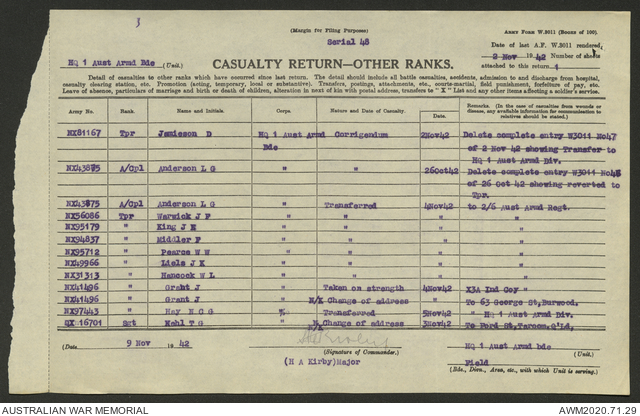 3
(Margin for Filing Purposes)
ARMY FORM W.3011 (BOOKS OF 100).
Serial 48
Date of last A.F. W.3011 rendered,
HQ 1 Aust Armd Bde (Unit.)
CASUALTY RETURN—OTHER RANKS.
2 Nov 1942 Number of sheets
attached to this return 1
Detail of casualties to other ranks which have occurred since last return. The detail should include all battle casualties, accidents, admission to and discharge from hospital,
casualty clearing station, etc. Promotion (acting, temporary, local or substantive). Transfers, postings, attachments, etc., court-martial, field punishment, forfeiture of pay, etc.
Leave of absence, particulars of marriage and birth or death of children, alteration in next of kin with postal address, transfers to "X" List and any other items affecting a soldier's service.
Army No. Rank. Name and Initials. Corps. Nature and Date of Casualty. Date. Remarks. (In the case of casualties from wounds or disease, any available information for communication to relatives should be stated.)
NX81167 Tpr Jamieson D HQ 1 Aust Armd Bde Corrigendum 2Nov42 Delete complete entry W3011 No47
of 2 Nov 42 showing Transfer to
HQ 1 Aust Armd Div.
NX43875 A/Cpl Anderson L G " " 26Oct42 Delete complete entry W3011 No45
of 26 Oct 42 showing reverted to
Tpr.
NX43875 A/Cpl Anderson L G " Transferred 4Nov42 to 2/6 Aust Armd Regt.
NX56086 Tpr Warwick J F " " " "
NX95179 " King J E " " " "
NX94837 " Middler F " " " "
NX95712 " Pearce W W " " " "
NX49966 " Liels J K " " " "
NX31313 " Hancock W L " " " "
NX41496 " Grant J " Taken on strength 4Nov42 X3A Ind Coy "
NX41496 " Grant J " N/K Change of address " To 63 George St, Burwood.
NX97443 " Hay N C G " Transferred 5Nov42 " HQ 1 Aust Armd Div.
QX 16701 Sgt Kehl T G " N/K Change of address 3Nov42 To Ford St, Taroom. Q'Ld,
(Date 9 Nov 1942
(Signature of Commander.)
(H A Kirby) Major
HQ 1 Aust Armd bde
Field
(Bde., Divn., Area, etc., with which Unit is serving.)
AUSTRALIAN WAR MEMORIAL
AWM2020.71.29